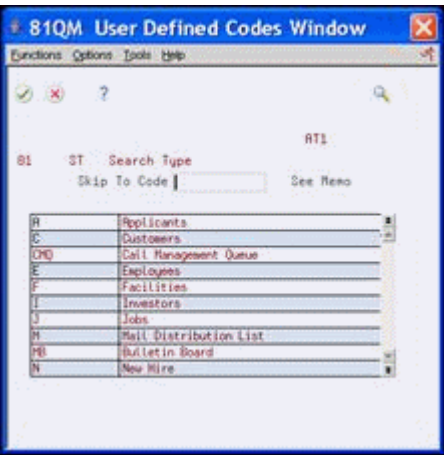 81QM User Defined Codes Window
Functions Options Tools Help
?
AT1
81 ST Search Type
Skip To Code See Memo
A Applicants
C Customers
CMQ Call Management Queue
E Employees
F Facilities
I Investors
J Jobs
M Mail Distribution List
MB Bulletin Board
N New Hire